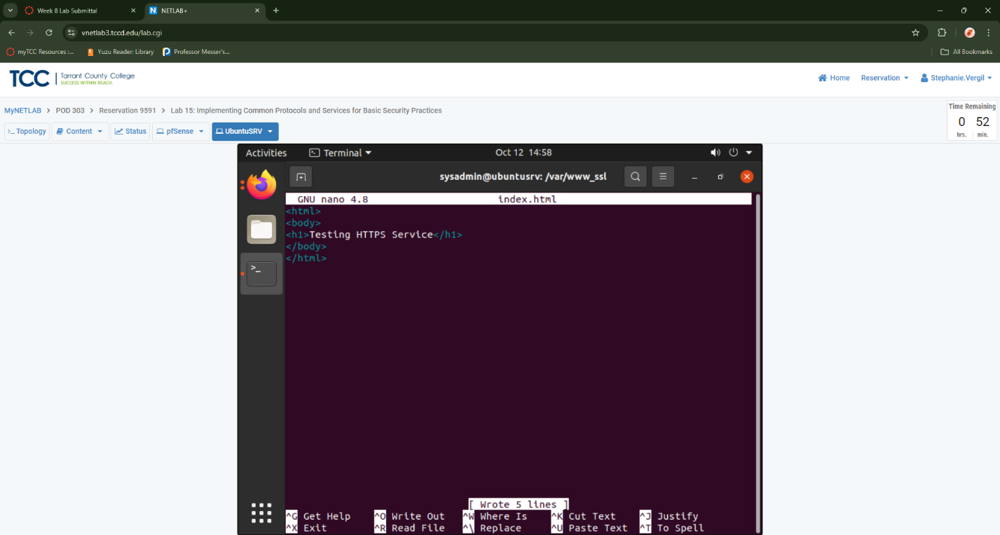 Week 8 Lab Submittal
NETLAB+
vnetlab3.tccd.edu/lab.cgi
myTCC Resources :...
Yuzu Reader: Library
Professor Messer's...
All Bookmarks
TCC
Tarrant County College
SUCCESS WITHIN REACH.
Home
Reservation
Stephanie.Vergil
MyNETLAB > POD 303 > Reservation 9591 > Lab 15: Implementing Common Protocols and Services for Basic Security Practices
Time Remaining
0 52
hrs. min.
>_ Topology
Content
Status
pfSense
UbuntuSRV
Activities
Terminal
Oct 12 14:58
sysadmin@ubuntusrv: /var/www_ssl
GNU nano 4.8 index.html
<html>
<body>
<h1>Testing HTTPS Service</h1>
</body>
</html>
[ Wrote 5 lines ]
^G Get Help ^O Write Out ^W Where Is ^K Cut Text ^J Justify
^X Exit ^R Read File ^\ Replace ^U Paste Text ^T To Spell